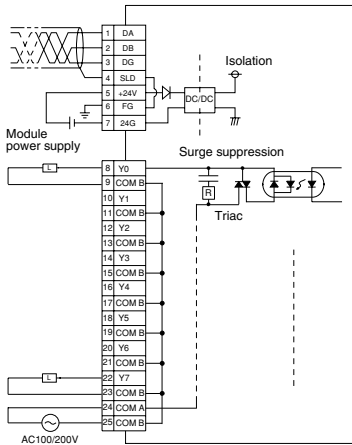 1 DA
2 DB
3 DG
4 SLD
5 +24V
6 FG
7 24G
Isolation
DC/DC
Module
power supply
Surge suppression
L
8 Y0
9 COM B
10 Y1
11 COM B
12 Y2
13 COM B
14 Y3
15 COM B
16 Y4
17 COM B
18 Y5
19 COM B
20 Y6
21 COM B
22 Y7
23 COM B
24 COM A
25 COM B
R
Triac
L
AC100/200V